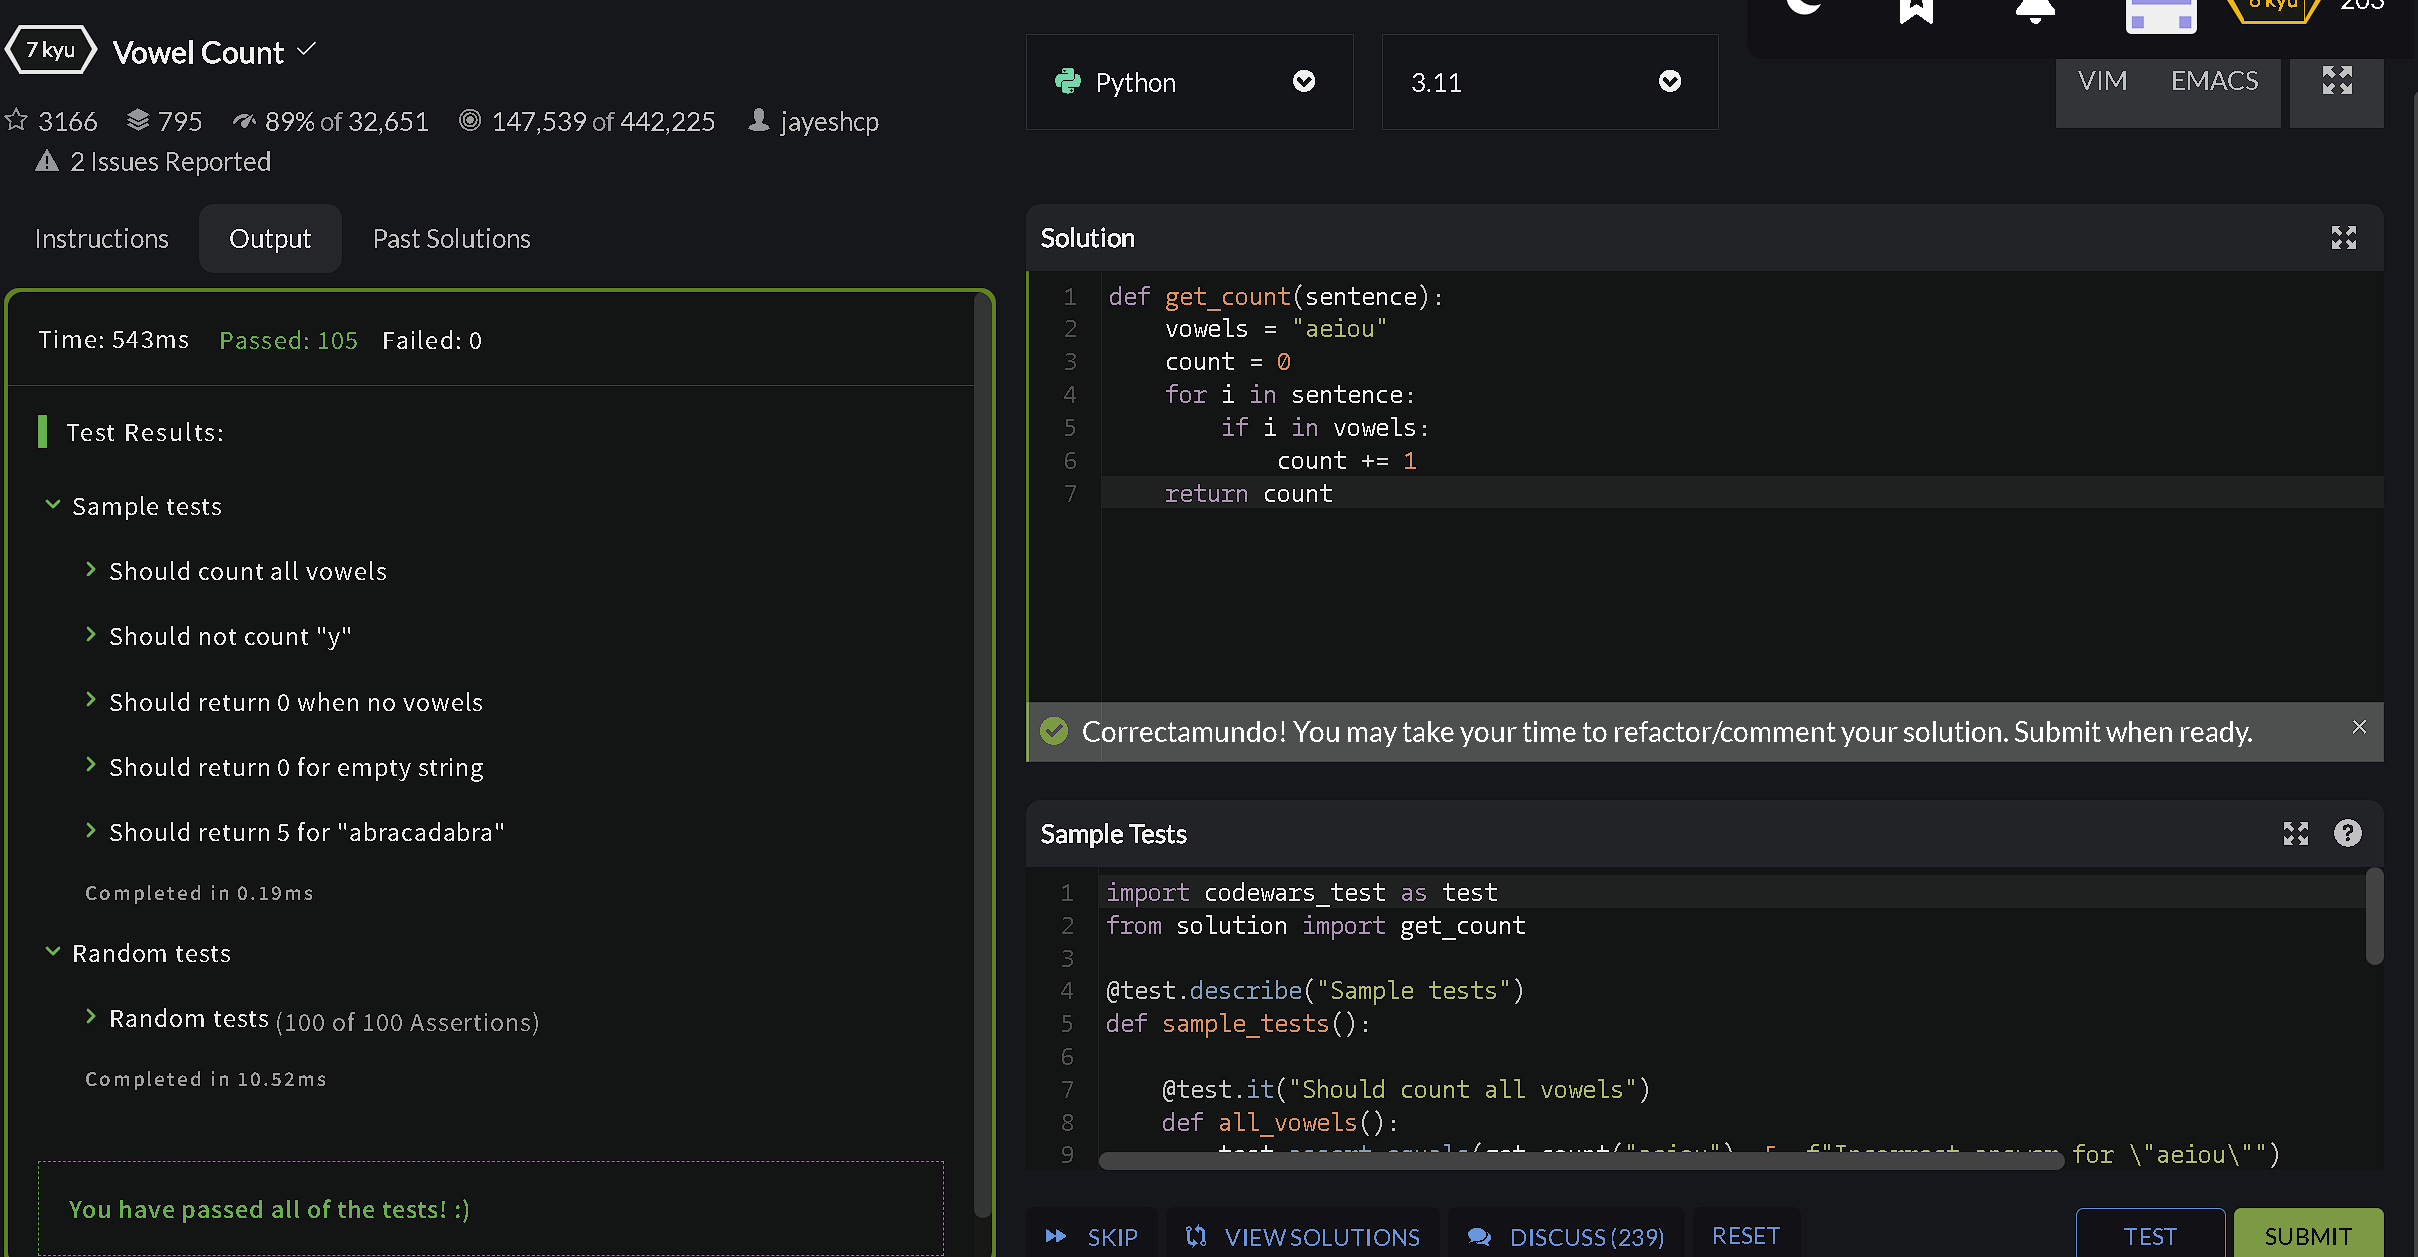 7 kyu Vowel Count
3166 795 89% of 32,651 147,539 of 442,225 jayeshcp
2 Issues Reported
Instructions Output Past Solutions
Time: 543ms Passed: 105 Failed: 0
Test Results:
Sample tests
Should count all vowels
Should not count "y"
Should return 0 when no vowels
Should return 0 for empty string
Should return 5 for "abracadabra"
Completed in 0.19ms
Random tests
Random tests (100 of 100 Assertions)
Completed in 10.52ms
You have passed all of the tests! :)
Python 3.11
VIM EMACS
Solution
1 def get_count(sentence):
2 vowels = "aeiou"
3 count = 0
4 for i in sentence:
5 if i in vowels:
6 count += 1
7 return count
Correctamundo! You may take your time to refactor/comment your solution. Submit when ready.
Sample Tests
1 import codewars_test as test
2 from solution import get_count
3
4 @test.describe("Sample tests")
5 def sample_tests():
6
7 @test.it("Should count all vowels")
8 def all_vowels():
9 for \"aeiou\"")
SKIP VIEW SOLUTIONS DISCUSS (239) RESET TEST SUBMIT